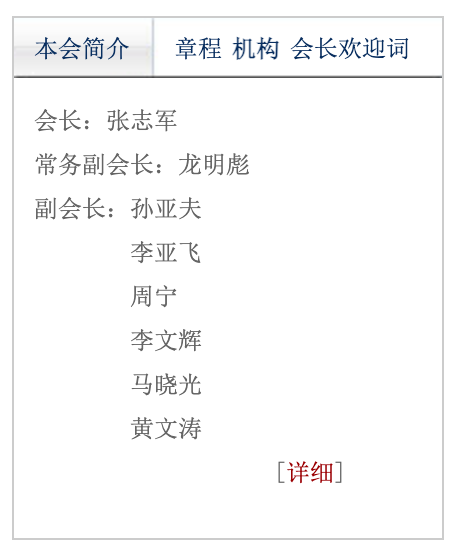 本会简介 章程 机构 会长欢迎词
会长：张志军
常务副会长：龙明彪
副会长：孙亚夫
李亚飞
周宁
李文辉
马晓光
黄文涛
[详细]